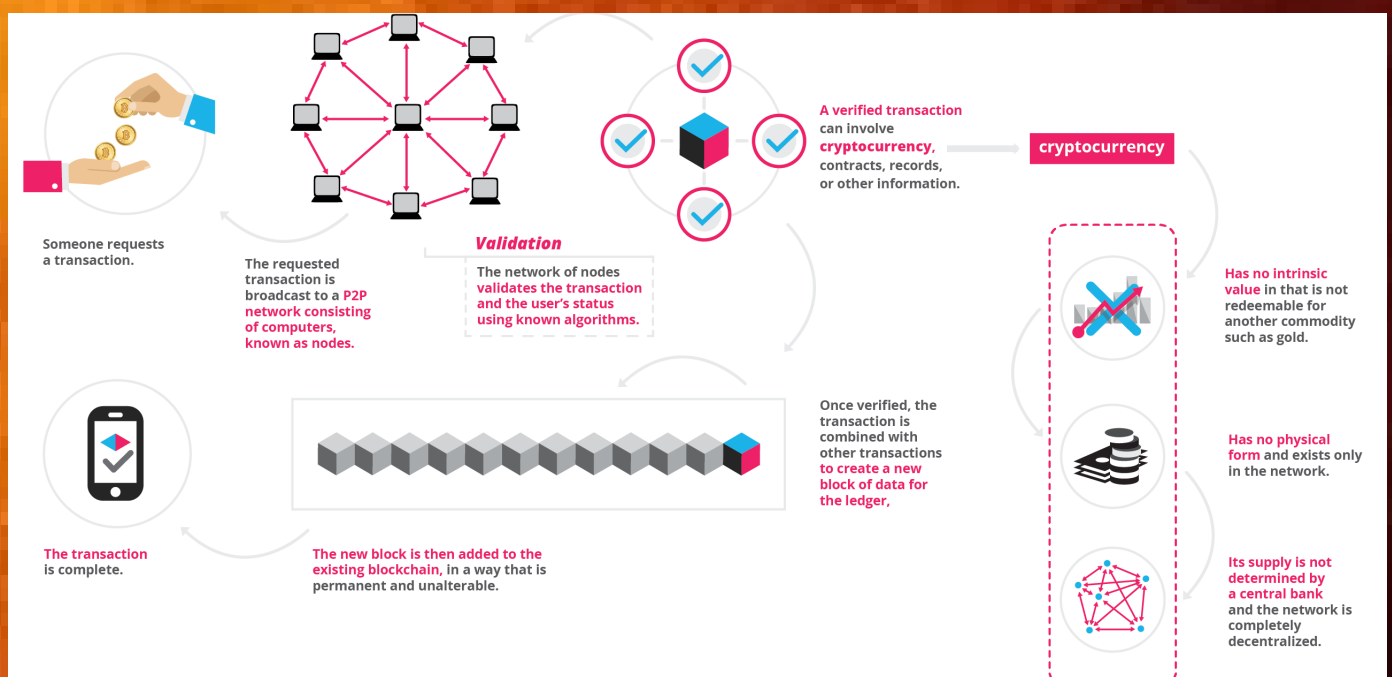 Someone requests
a transaction.
The requested
transaction is
broadcast to a P2P
network consisting
of computers,
known as nodes.
Validation
The network of nodes
validates the transaction
and the user's status
using known algorithms.
A verified transaction
can involve
cryptocurrency,
contracts, records,
or other information.
cryptocurrency
Has no intrinsic
value in that is not
redeemable for
another commodity
such as gold.
Has no physical
form and exists only
in the network.
Its supply is not
determined by
a central bank
and the network is
completely
decentralized.
Once verified, the
transaction is
combined with
other transactions
to create a new
block of data for
the ledger,
The new block is then added to the
existing blockchain, in a way that is
permanent and unalterable.
The transaction
is complete.